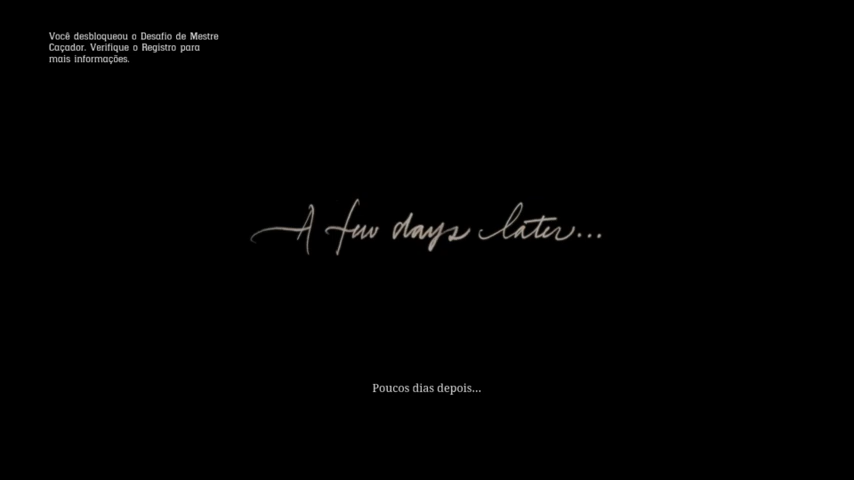 Você desbloqueou o Desafio de Mestre
Caçador. Verifique o Registro para
mais informações.
A few days later...
Poucos dias depois...